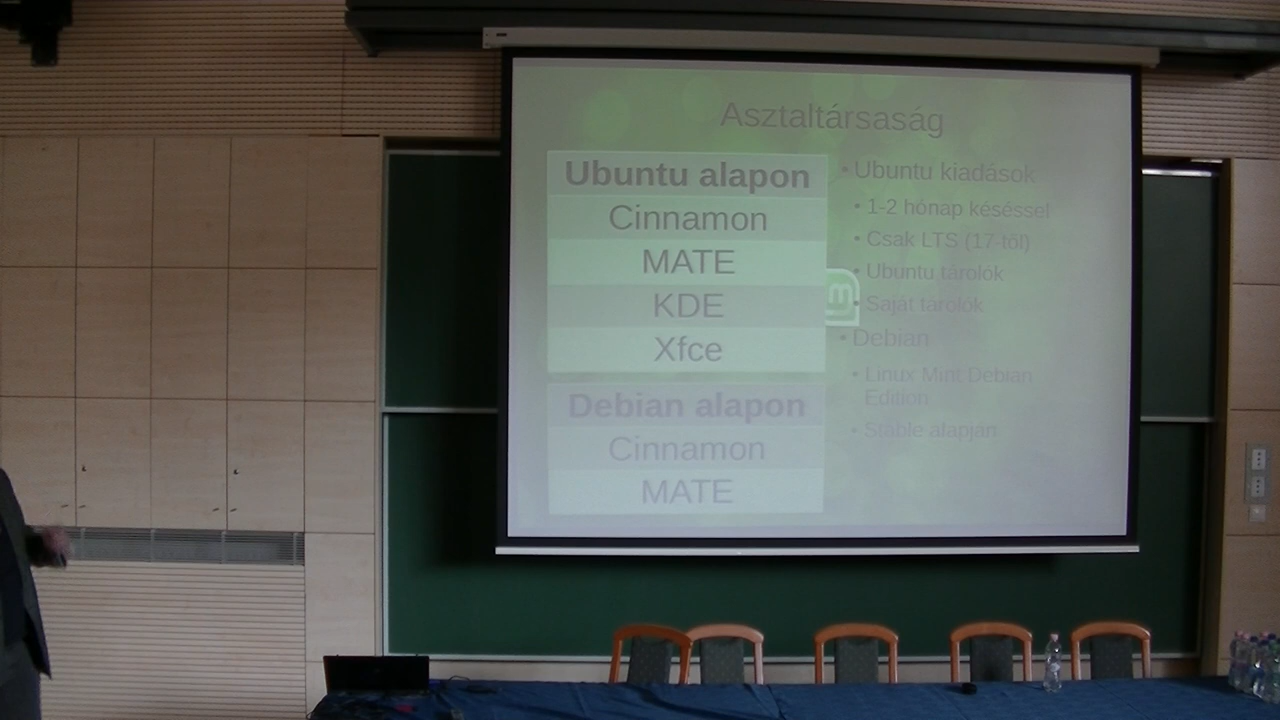 Asztaltársaság
Ubuntu alapon
Cinnamon
MATE
KDE
Xfce
Debian alapon
Cinnamon
MATE
• Ubuntu kiadások
• 1-2 hónap késéssel
• Csak LTS (17-től)
• Ubuntu tárolók
• Saját tárolók
• Debian
• Linux Mint Debian
Edition
• Stable alapján